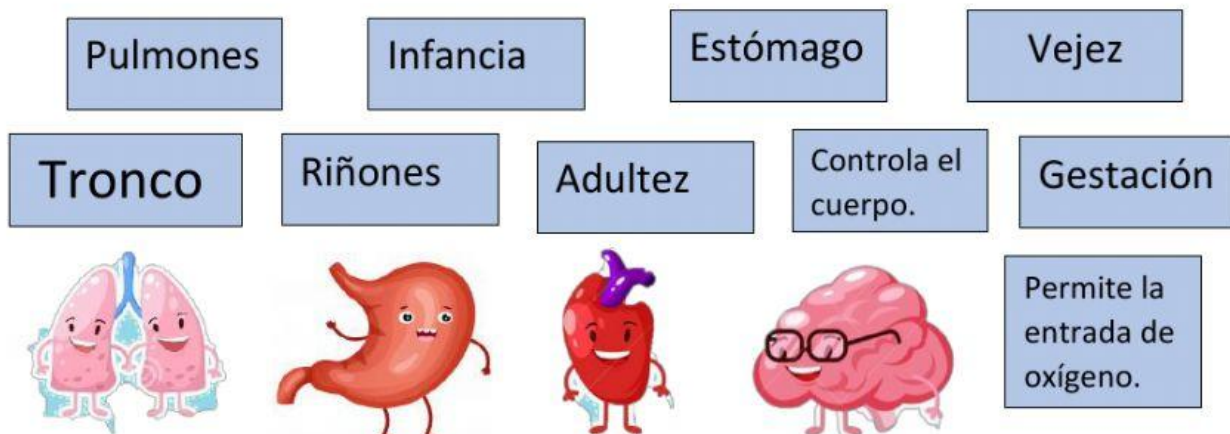 Pulmones
Infancia
Estómago
Vejez
Tronco
Riñones
Adultez
Controla el
cuerpo.
Gestación
Permite la
entrada de
oxígeno.